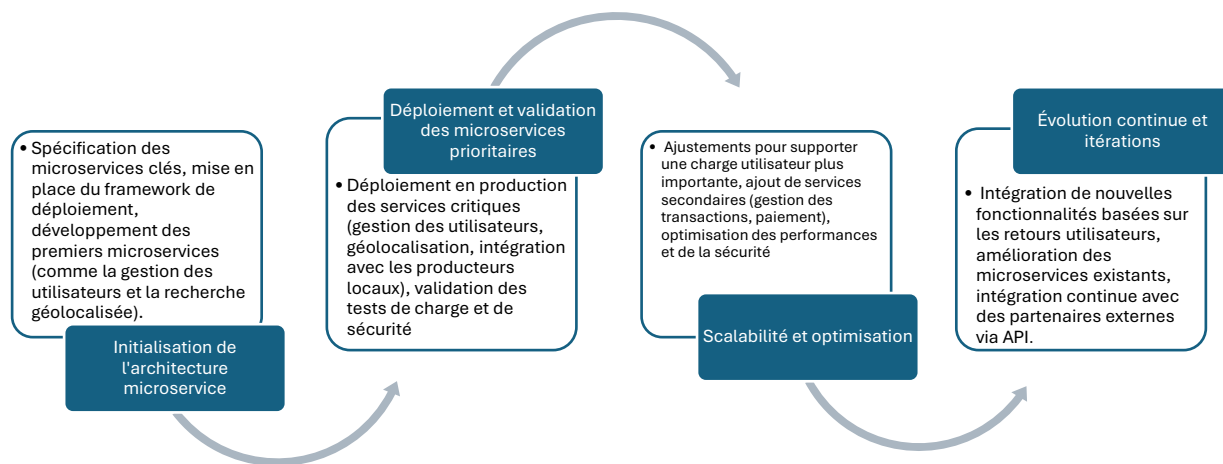 • Spécification des
microservices clés, mise en
place du framework de
déploiement,
développement des
premiers microservices
(comme la gestion des
utilisateurs et la recherche
géolocalisée).
Initialisation de
l'architecture
microservice
Déploiement et validation
des microservices
prioritaires
• Déploiement en production
des services critiques
(gestion des utilisateurs,
géolocalisation, intégration
avec les producteurs
locaux), validation des
tests de charge et de
sécurité
• Ajustements pour supporter
une charge utilisateur plus
importante, ajout de services
secondaires (gestion des
transactions, paiement),
optimisation des performances
et de la sécurité
Scalabilité et optimisation
Évolution continue et
itérations
• Intégration de nouvelles
fonctionnalités basées sur
les retours utilisateurs,
amélioration des
microservices existants,
intégration continue avec
des partenaires externes
via API.